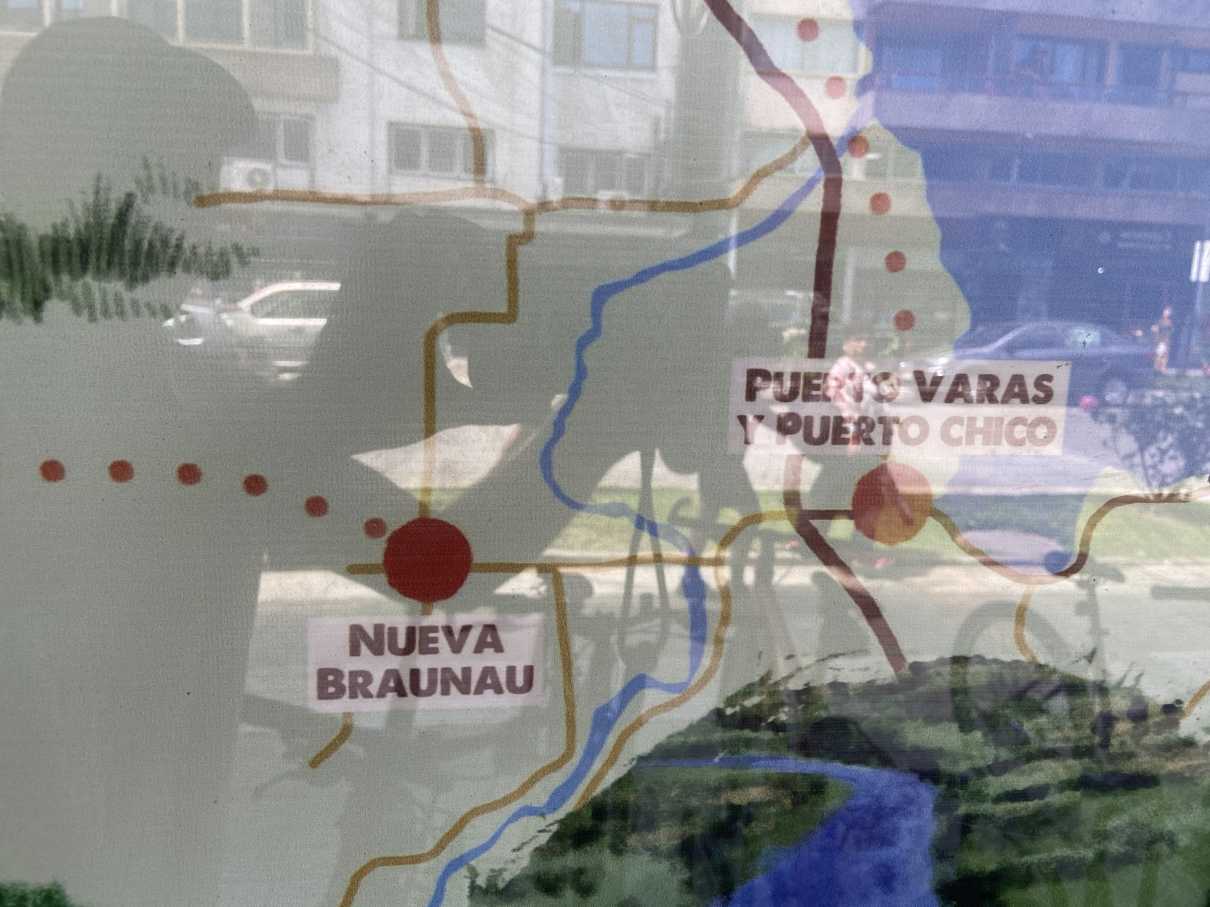 PUERTO VARAS
Y PUERTO CHICO
NUEVA
BRAUNAU